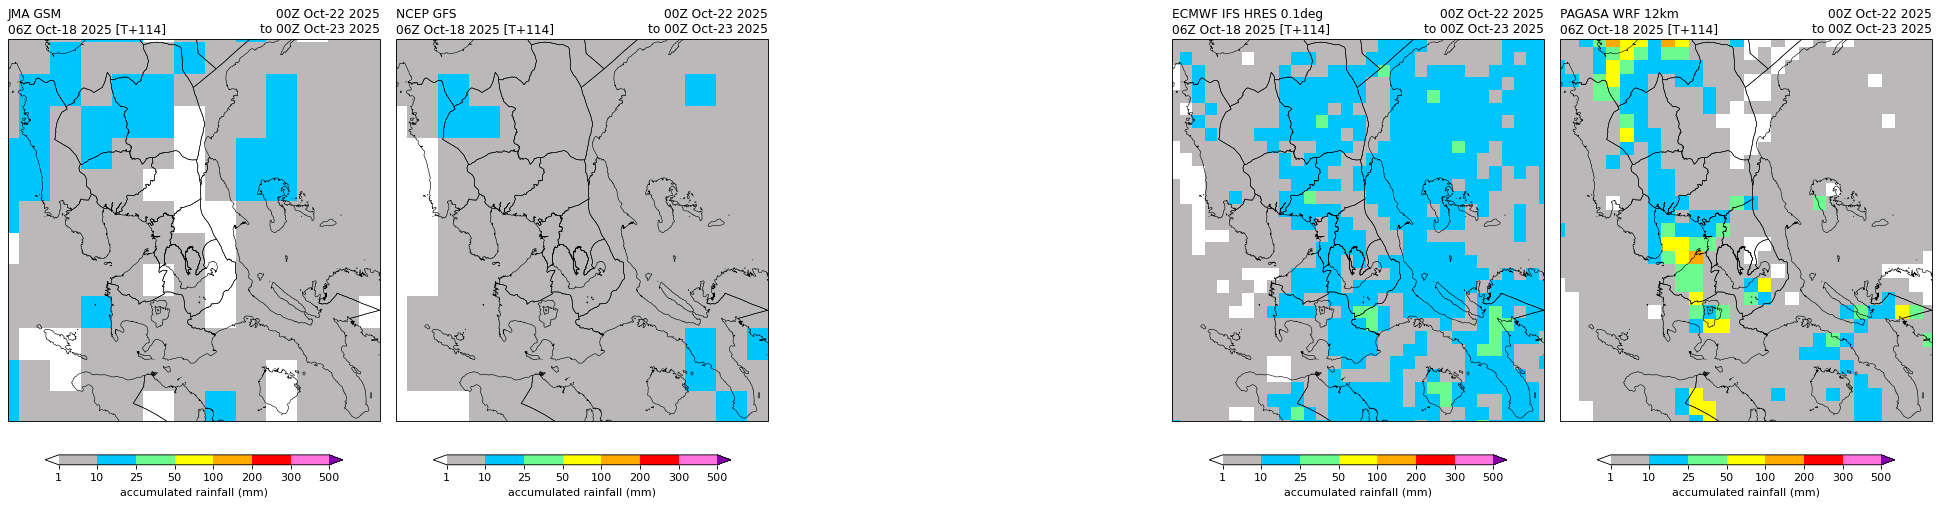 JMA GSM
06Z Oct-18 2025 [T+114]
00Z Oct-22 2025
to 00Z Oct-23 2025
1 10 25 50 100 200 300 500
accumulated rainfall (mm)
NCEP GFS
06Z Oct-18 2025 [T+114]
00Z Oct-22 2025
to 00Z Oct-23 2025
1 10 25 50 100 200 300 500
accumulated rainfall (mm)
ECMWF IFS HRES 0.1deg
06Z Oct-18 2025 [T+114]
00Z Oct-22 2025
to 00Z Oct-23 2025
1 10 25 50 100 200 300 500
accumulated rainfall (mm)
PAGASA WRF 12km
06Z Oct-18 2025 [T+114]
00Z Oct-22 2025
to 00Z Oct-23 2025
1 10 25 50 100 200 300 500
accumulated rainfall (mm)